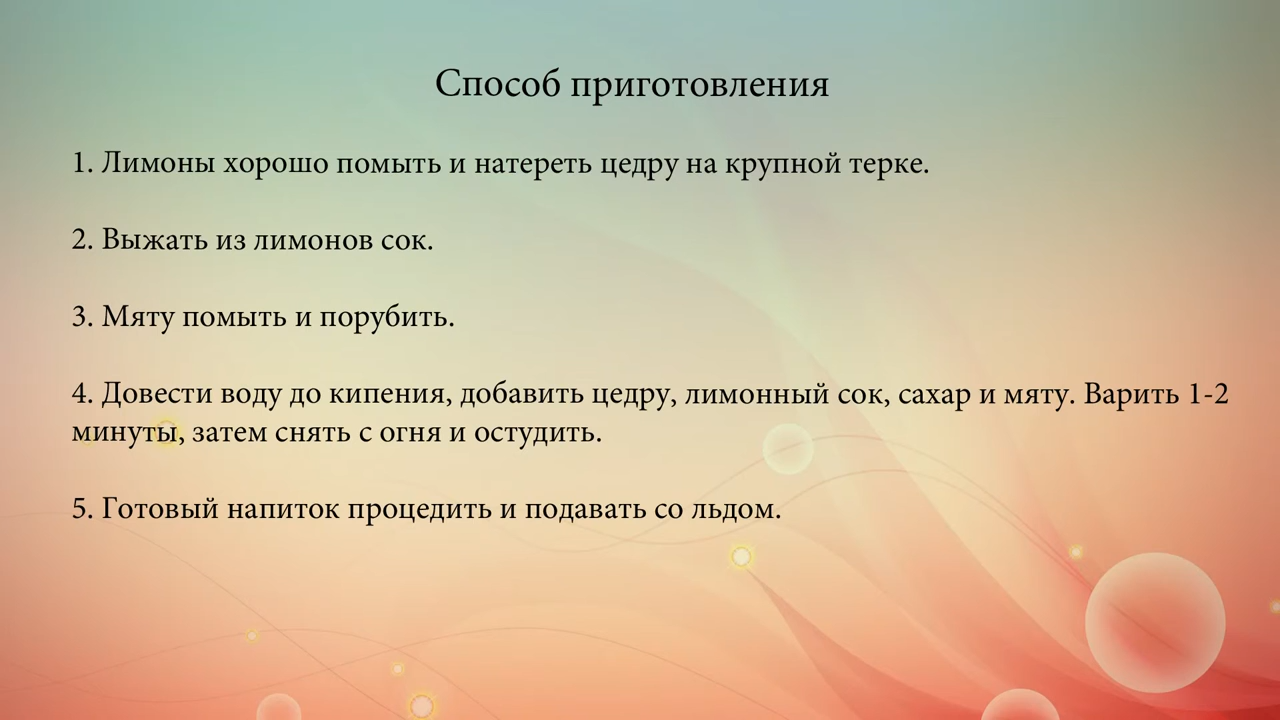 Способ приготовления
1. Лимоны хорошо помыть и натереть цедру на крупной терке.
2. Выжать из лимонов сок.
3. Мяту помыть и порубить.
4. Довести воду до кипения, добавить цедру, лимонный сок, сахар и мяту. Варить 1-2
минуты, затем снять с огня и остудить.
5. Готовый напиток процедить и подавать со льдом.